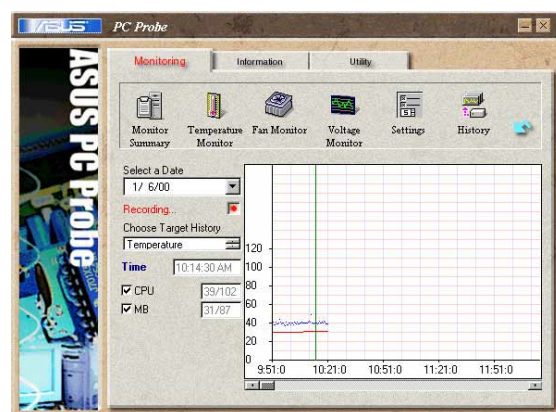 ASUS PC Probe
ASUS PC Probe
Monitoring Information Utility
Monitor Summary
Temperature Monitor
Fan Monitor
Voltage Monitor
Settings
History
Select a Date
1/ 6/00
Recording...
Choose Target History
Temperature
Time 10:14:30 AM
CPU 39/102
MB 31/87
120
100
80
60
40
20
0
9:51:0 10:21:0 10:51:0 11:21:0 11:51:0